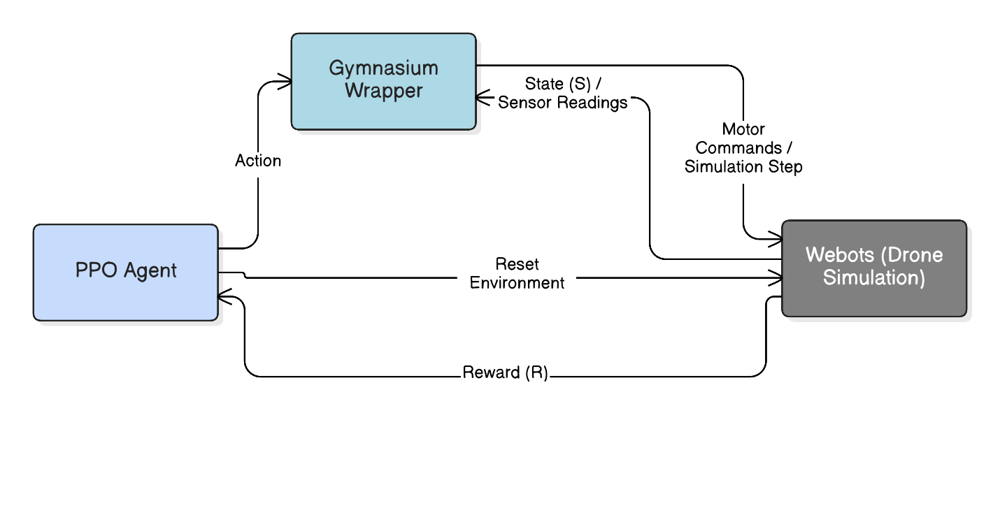 Gymnasium
Wrapper
State (S) /
Sensor Readings
Motor
Commands /
Simulation Step
Action
PPO Agent
Reset
Environment
Webots (Drone
Simulation)
Reward (R)